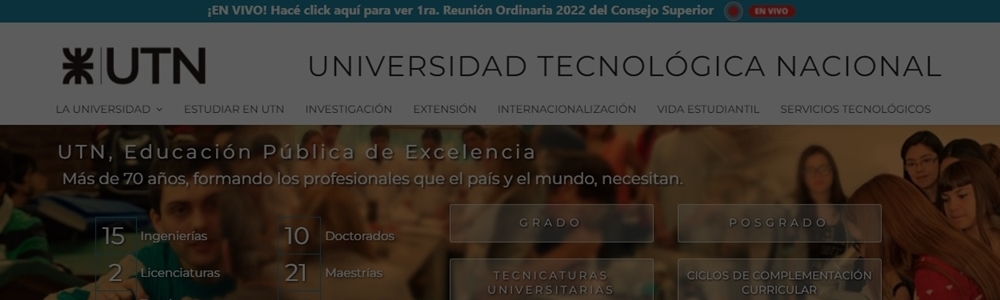 ¡EN VIVO! Hacé click aquí para ver 1ra. Reunión Ordinaria 2022 del Consejo Superior EN VIVO
UTN UNIVERSIDAD TECNOLÓGICA NACIONAL
LA UNIVERSIDAD ESTUDIAR EN UTN INVESTIGACIÓN EXTENSIÓN INTERNACIONALIZACIÓN VIDA ESTUDIANTIL SERVICIOS TECNOLÓGICOS
UTN, Educación Pública de Excelencia
Más de 70 años, formando los profesionales que el país y el mundo, necesitan.
15 Ingenierías
10 Doctorados
2 Licenciaturas
21 Maestrías
GRADO
POSGRADO
TECNICATURAS
UNIVERSITARIAS
CICLOS DE COMPLEMENTACIÓN
CURRICULAR